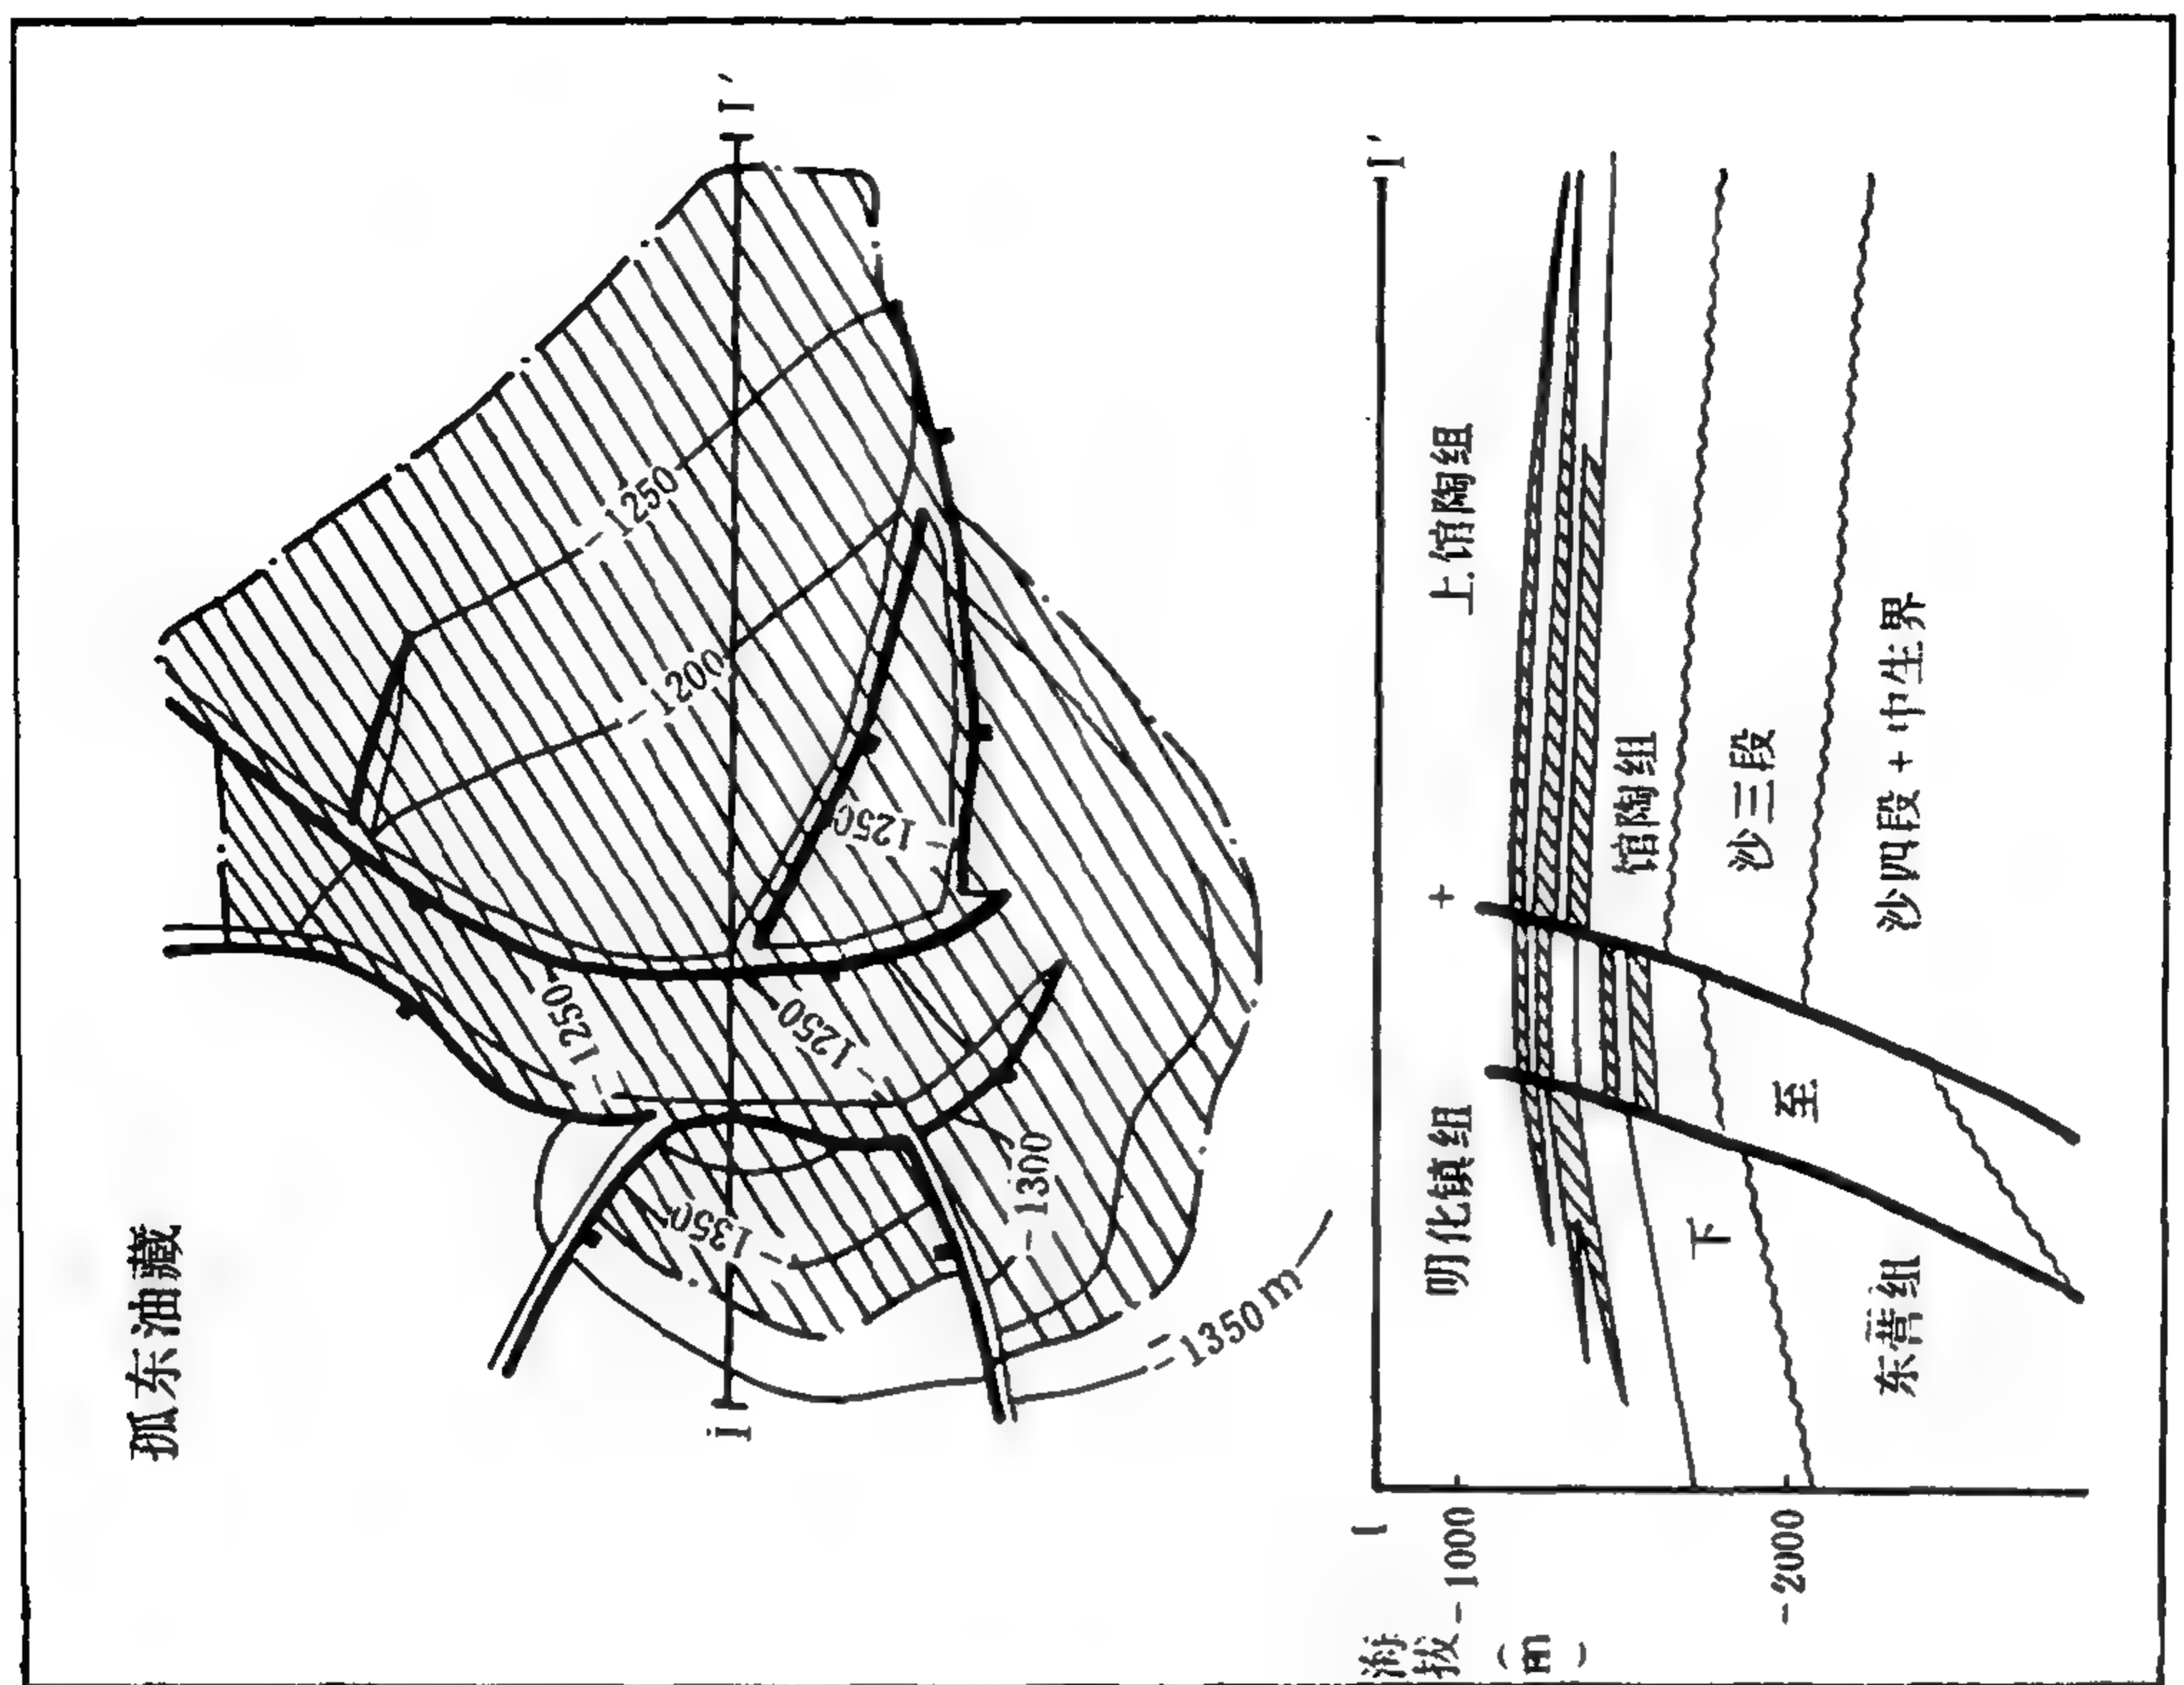 孤东油藏
I
I′
-1250
-1200
-1250
-1250
-1250
-1350
-1300
-1350m
I
I′
海拔
(m)
-1000
-2000
明化镇组 + 上馆陶组
下 馆陶组
至 沙三段
东营组 沙四段+中生界